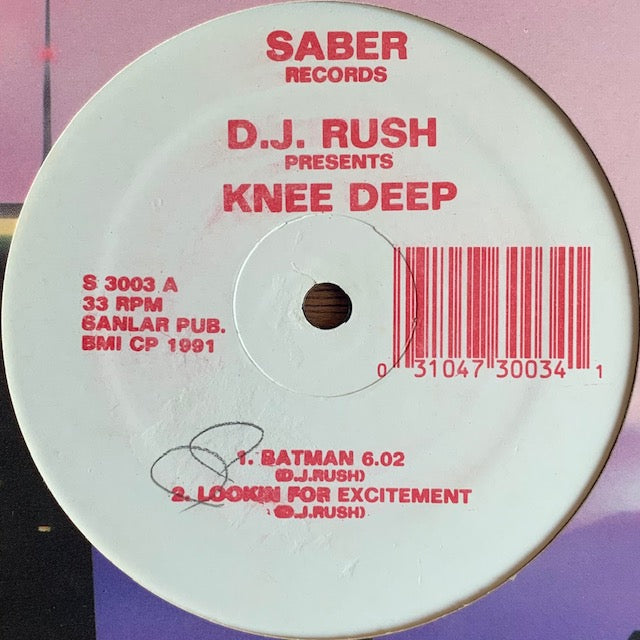 SABER
RECORDS
D.J. RUSH
PRESENTS
KNEE DEEP
S 3003 A
33 RPM
SANLAR PUB.
BMI CP 1991
0 31047 30034 1
1. BATMAN 6.02
(D.J.RUSH)
2. LOOKIN FOR EXCITEMENT
(D.J.RUSH)